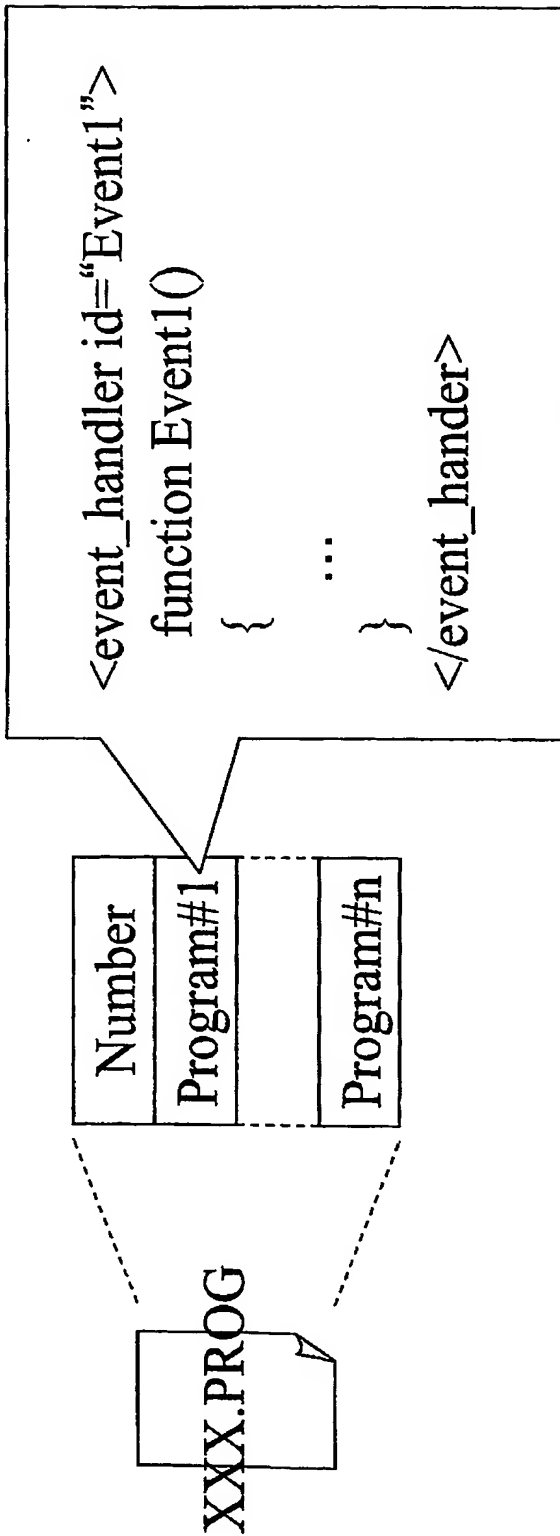 XXX.PROG
Number
Program#1
Program#n
<event_handler id=“Event1”>
function Event1()
{
...
}
</event_hander>